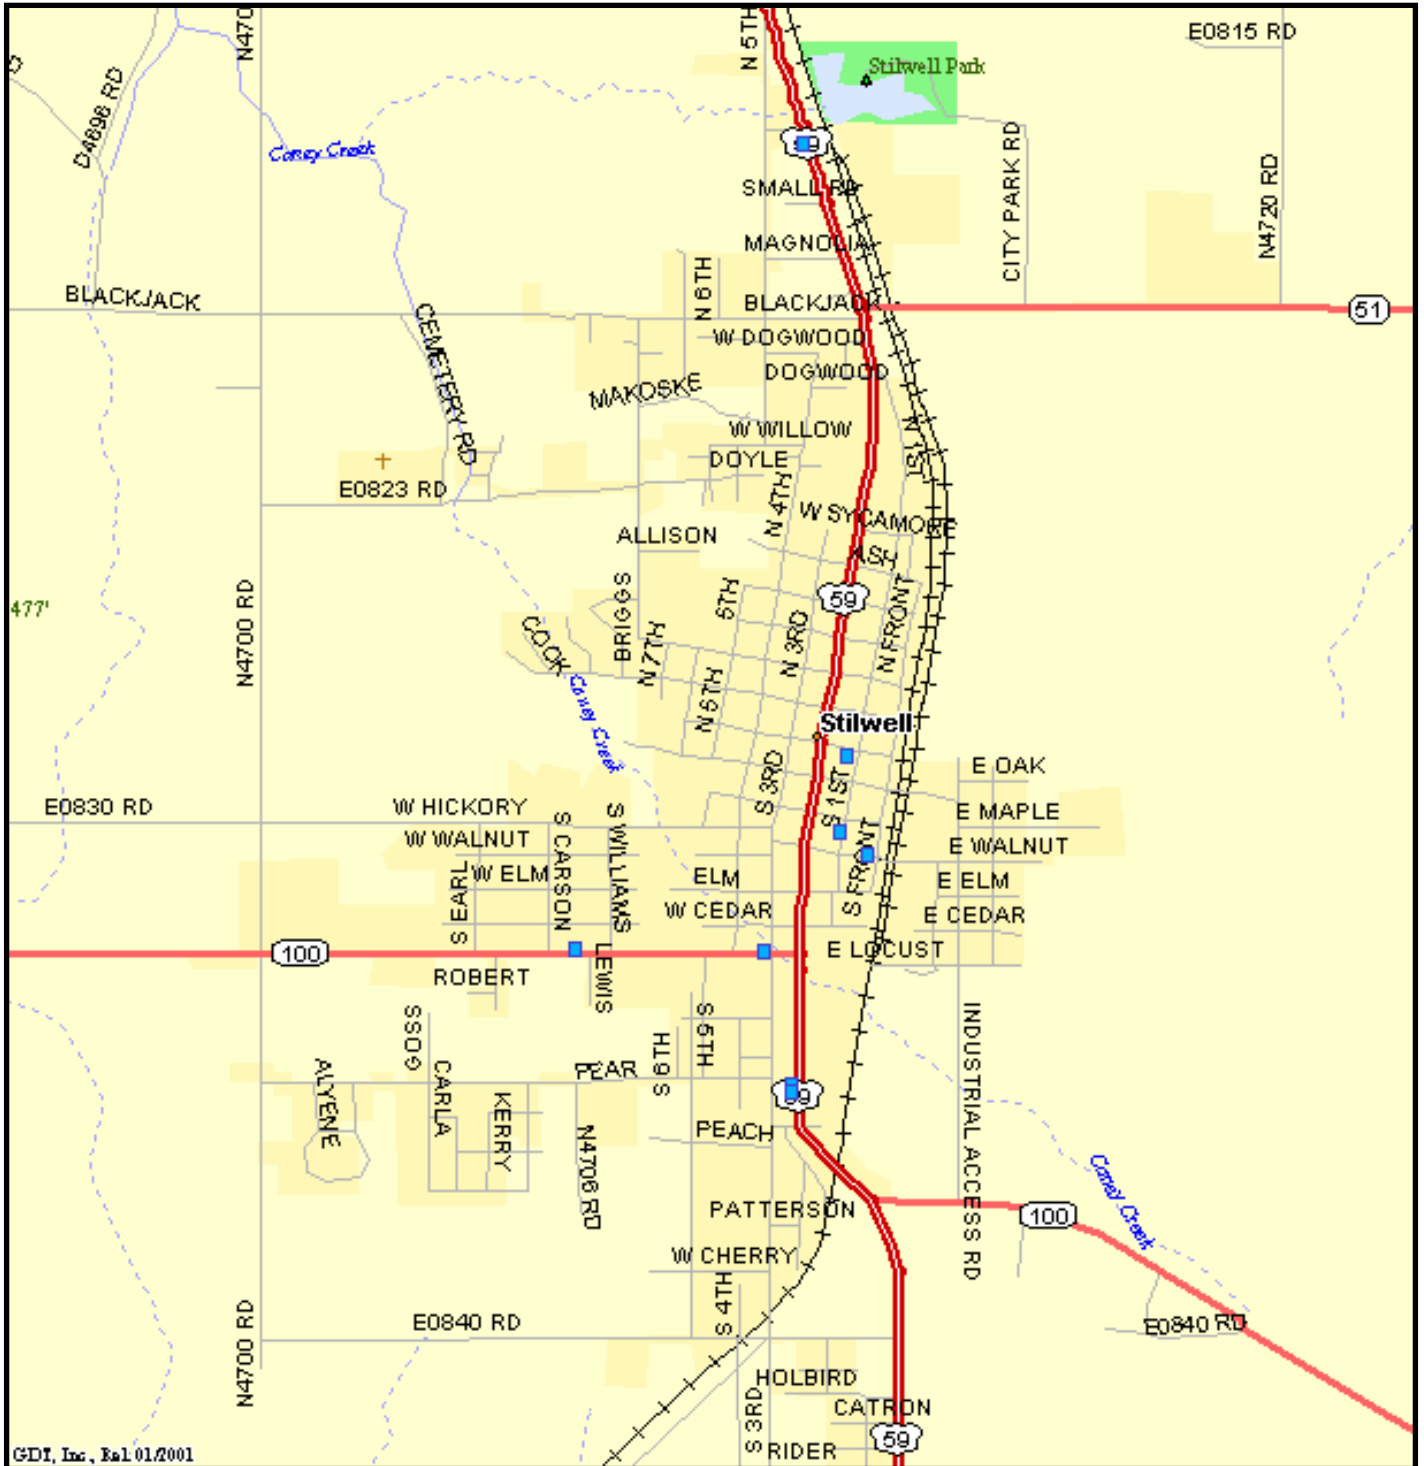 N470
N 5TH
E0815 RD
Stilwell Park
D4696 RD
Caney Creek
CITY PARK RD
N4720 RD
SMALL RD
MAGNOLIA
N 6TH
BLACKJACK
BLACKJACK
51
W DOGWOOD
DOGWOOD
CEMETERY RD
MAKOSKE
W WILLOW
N 1ST
DOYLE
E0823 RD
N 4TH
W SYCAMORE
ALLISON
ASH
59
5TH
BRIGGS
N FRONT
477'
N4700 RD
COOK
N 7TH
N 3RD
N 5TH
Caney Creek
Stilwell
S 3RD
S 1ST
E OAK
E0830 RD
W HICKORY
E MAPLE
W WALNUT
S CARSON
S WILLIAMS
E WALNUT
S EARL
W ELM
ELM
S FRONT
E ELM
W CEDAR
E CEDAR
100
E LOCUST
ROBERT
LEWIS
GOSS
S 6TH
S 5TH
INDUSTRIAL ACCESS RD
ALYENE
CARLA
KERRY
PEAR
PEACH
N4706 RD
Caney Creek
PATTERSON
100
W CHERRY
S 4TH
N4700 RD
E0840 RD
E0840 RD
HOLBIRD
CATRON
S 3RD
59
RIDER
GDT, Inc., Rel 01/2001